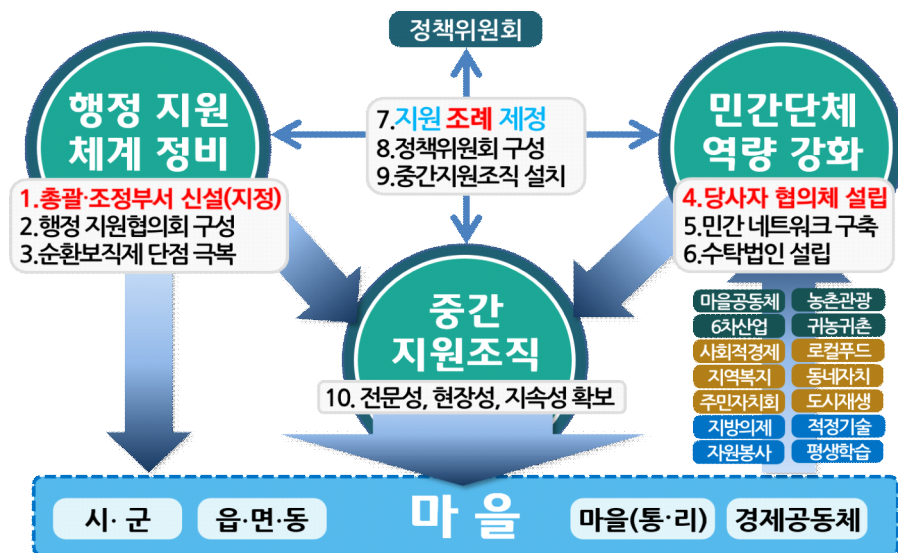 정책위원회
행정 지원
체계 정비
1.총괄·조정부서 신설(지정)
2.행정 지원협의회 구성
3.순환보직제 단점 극복
7.지원 조례 제정
8.정책위원회 구성
9.중간지원조직 설치
민간단체
역량 강화
4.당사자 협의체 설립
5.민간 네트워크 구축
6.수탁법인 설립
중간
지원조직
10. 전문성, 현장성, 지속성 확보
마을공동체 농촌관광
6차산업 귀농귀촌
사회적경제 로컬푸드
지역복지 동네자치
주민자치회 도시재생
지방의제 적정기술
자원봉사 평생학습
시·군 읍·면·동 마을 마을(통·리) 경제공동체